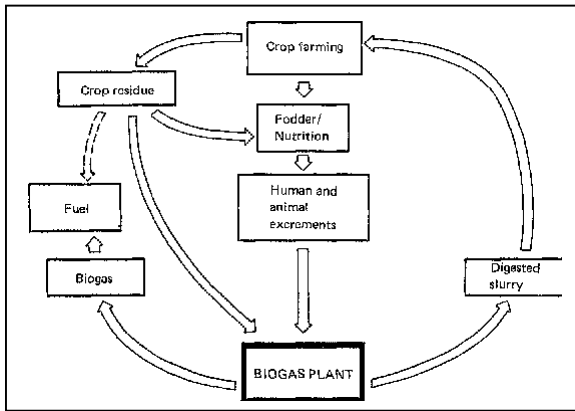 Crop farming
Crop residue
Fodder/
Nutrition
Human and
animal
excrements
Fuel
Biogas
Digested
slurry
BIOGAS PLANT